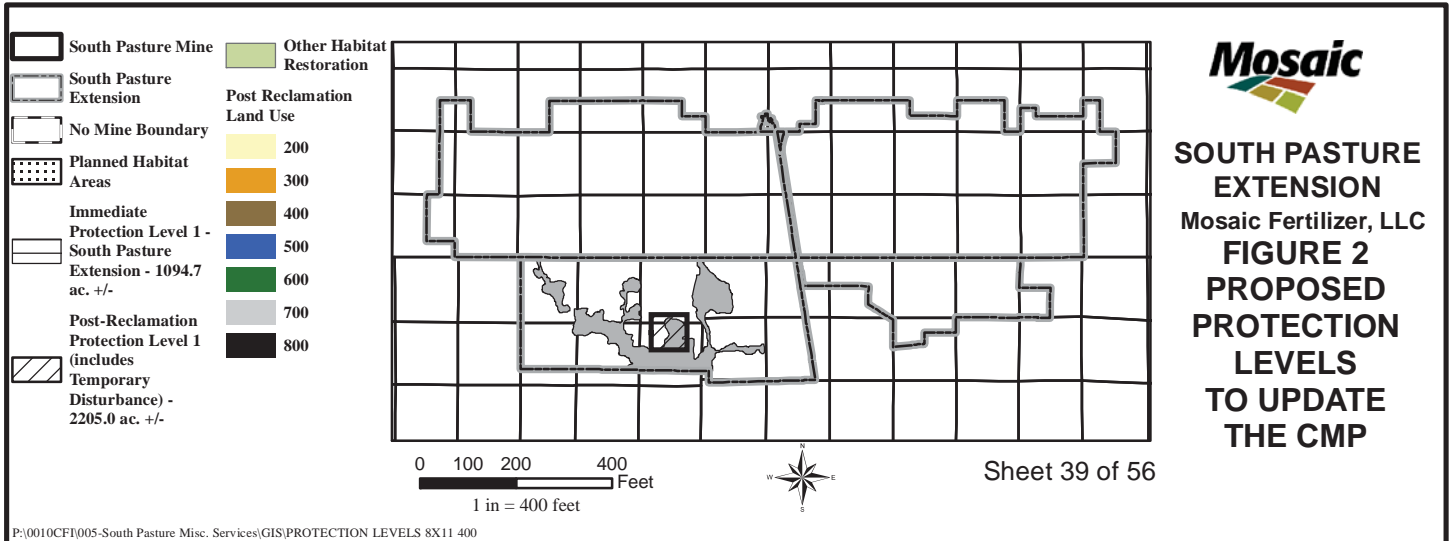 South Pasture Mine
South Pasture
Extension
No Mine Boundary
Planned Habitat
Areas
Immediate
Protection Level 1 -
South Pasture
Extension - 1094.7
ac. +/-
Post-Reclamation
Protection Level 1
(includes
Temporary
Disturbance) -
2205.0 ac. +/-
Other Habitat
Restoration
Post Reclamation
Land Use
200
300
400
500
600
700
800
0 100 200 400
Feet
1 in = 400 feet
N
W E
S
Sheet 39 of 56
Mosaic
SOUTH PASTURE
EXTENSION
Mosaic Fertilizer, LLC
FIGURE 2
PROPOSED
PROTECTION
LEVELS
TO UPDATE
THE CMP
P:\0010CFI\005-South Pasture Misc. Services\GIS\PROTECTION LEVELS 8X11 400